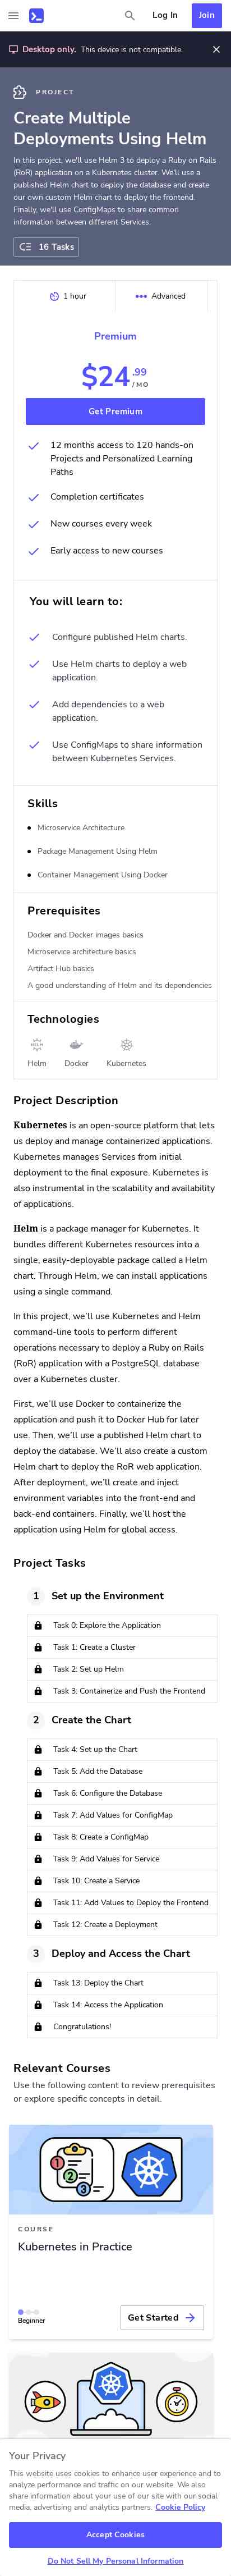 Log In
Join
Desktop only. This device is not compatible.
PROJECT
Create Multiple
Deployments Using Helm
In this project, we'll use Helm 3 to deploy a Ruby on Rails
(RoR) application on a Kubernetes cluster. We'll use a
published Helm chart to deploy the database and create
our own custom Helm chart to deploy the frontend.
Finally, we'll use ConfigMaps to share common
information between different Services.
16 Tasks
1 hour
Advanced
Premium
$24 .99
/ MO
Get Premium
12 months access to 120 hands-on
Projects and Personalized Learning
Paths
Completion certificates
New courses every week
Early access to new courses
You will learn to:
Configure published Helm charts.
Use Helm charts to deploy a web
application.
Add dependencies to a web
application.
Use ConfigMaps to share information
between Kubernetes Services.
Skills
Microservice Architecture
Package Management Using Helm
Container Management Using Docker
Prerequisites
Docker and Docker images basics
Microservice architecture basics
Artifact Hub basics
A good understanding of Helm and its dependencies
Technologies
Helm
Docker
Kubernetes
Project Description
Kubernetes is an open-source platform that lets
us deploy and manage containerized applications.
Kubernetes manages Services from initial
deployment to the final exposure. Kubernetes is
also instrumental in the scalability and availability
of applications.
Helm is a package manager for Kubernetes. It
bundles different Kubernetes resources into a
single, easily-deployable package called a Helm
chart. Through Helm, we can install applications
using a single command.
In this project, we’ll use Kubernetes and Helm
command-line tools to perform different
operations necessary to deploy a Ruby on Rails
(RoR) application with a PostgreSQL database
over a Kubernetes cluster.
First, we’ll use Docker to containerize the
application and push it to Docker Hub for later
use. Then, we’ll use a published Helm chart to
deploy the database. We’ll also create a custom
Helm chart to deploy the RoR web application.
After deployment, we’ll create and inject
environment variables into the front-end and
back-end containers. Finally, we’ll host the
application using Helm for global access.
Project Tasks
1 Set up the Environment
Task 0: Explore the Application
Task 1: Create a Cluster
Task 2: Set up Helm
Task 3: Containerize and Push the Frontend
2 Create the Chart
Task 4: Set up the Chart
Task 5: Add the Database
Task 6: Configure the Database
Task 7: Add Values for ConfigMap
Task 8: Create a ConfigMap
Task 9: Add Values for Service
Task 10: Create a Service
Task 11: Add Values to Deploy the Frontend
Task 12: Create a Deployment
3 Deploy and Access the Chart
Task 13: Deploy the Chart
Task 14: Access the Application
Congratulations!
Relevant Courses
Use the following content to review prerequisites
or explore specific concepts in detail.
1
2
3
COURSE
Kubernetes in Practice
Beginner
Get Started
Your Privacy
This website uses cookies to enhance user experience and to
analyze performance and traffic on our website. We also
share information about your use of our site with our social
media, advertising and analytics partners. Cookie Policy
Accept Cookies
Do Not Sell My Personal Information